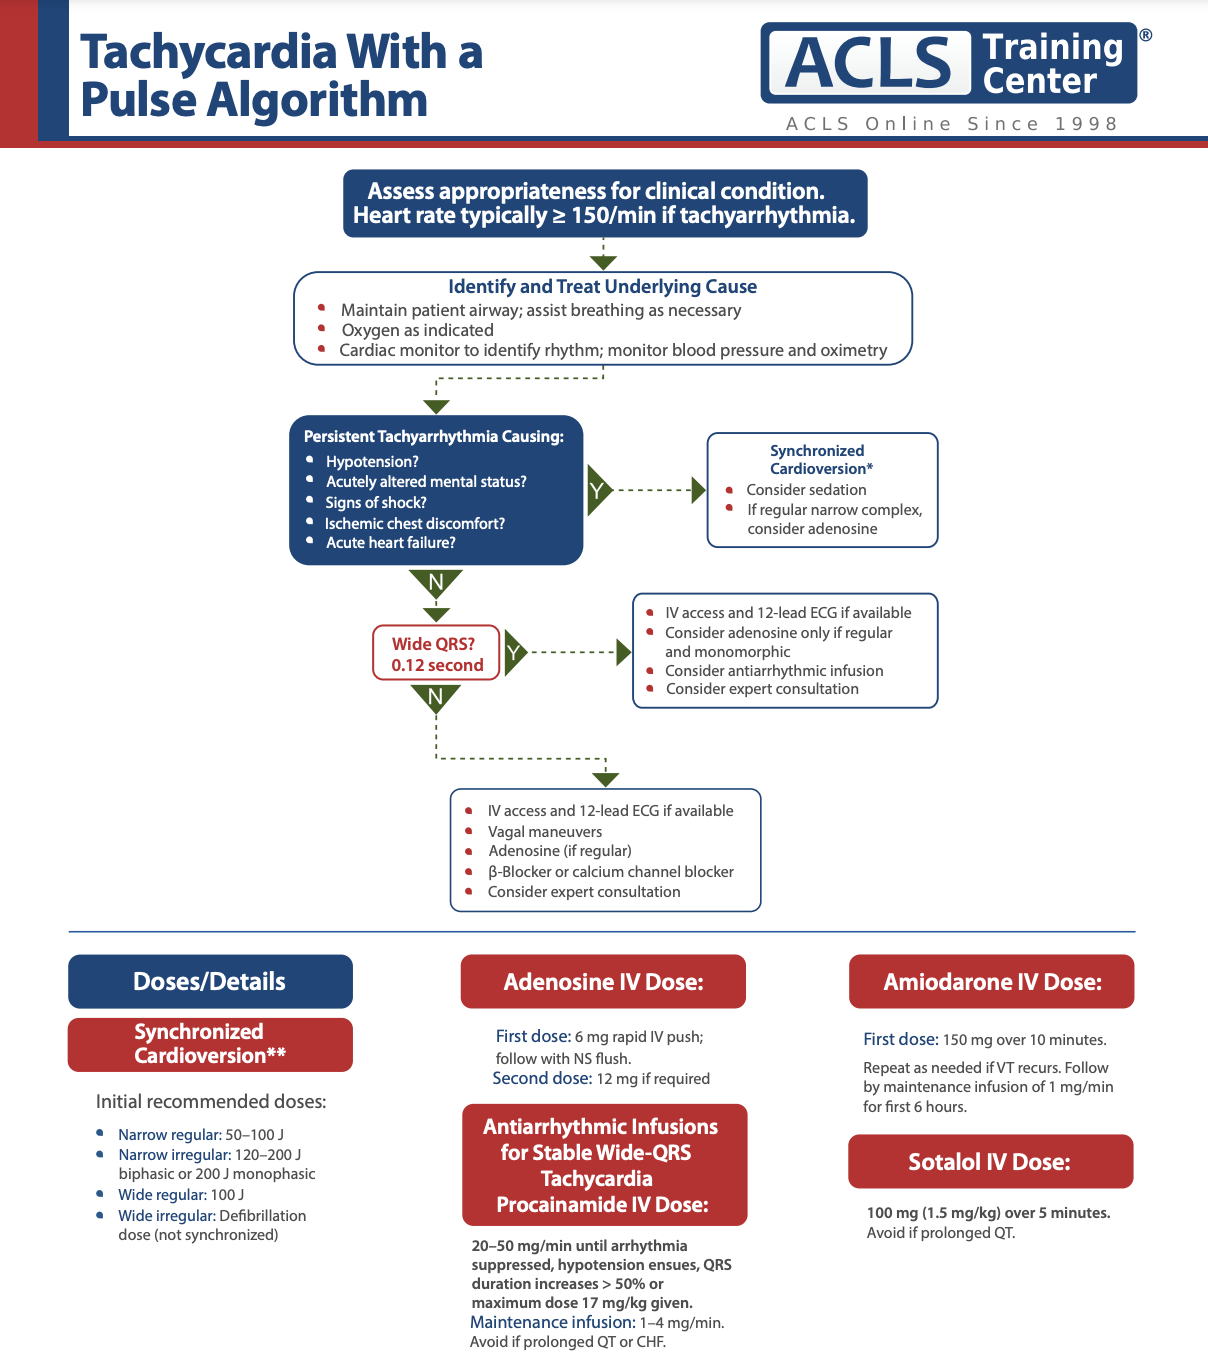 Tachycardia With a
Pulse Algorithm
ACLS Training
Center
®
ACLS Online Since 1998
Assess appropriateness for clinical condition.
Heart rate typically ≥ 150/min if tachyarrhythmia.
Identify and Treat Underlying Cause
Maintain patient airway; assist breathing as necessary
Oxygen as indicated
Cardiac monitor to identify rhythm; monitor blood pressure and oximetry
Persistent Tachyarrhythmia Causing:
Hypotension?
Acutely altered mental status?
Signs of shock?
Ischemic chest discomfort?
Acute heart failure?
Y
Synchronized
Cardioversion*
Consider sedation
If regular narrow complex,
consider adenosine
N
Wide QRS?
0.12 second
Y
IV access and 12-lead ECG if available
Consider adenosine only if regular
and monomorphic
Consider antiarrhythmic infusion
Consider expert consultation
N
IV access and 12-lead ECG if available
Vagal maneuvers
Adenosine (if regular)
β-Blocker or calcium channel blocker
Consider expert consultation
Doses/Details
Synchronized
Cardioversion**
Initial recommended doses:
Narrow regular: 50–100 J
Narrow irregular: 120–200 J
biphasic or 200 J monophasic
Wide regular: 100 J
Wide irregular: Defibrillation
dose (not synchronized)
Adenosine IV Dose:
First dose: 6 mg rapid IV push;
follow with NS flush.
Second dose: 12 mg if required
Antiarrhythmic Infusions
for Stable Wide-QRS
Tachycardia
Procainamide IV Dose:
20–50 mg/min until arrhythmia
suppressed, hypotension ensues, QRS
duration increases > 50% or
maximum dose 17 mg/kg given.
Maintenance infusion: 1–4 mg/min.
Avoid if prolonged QT or CHF.
Amiodarone IV Dose:
First dose: 150 mg over 10 minutes.
Repeat as needed if VT recurs. Follow
by maintenance infusion of 1 mg/min
for first 6 hours.
Sotalol IV Dose:
100 mg (1.5 mg/kg) over 5 minutes.
Avoid if prolonged QT.